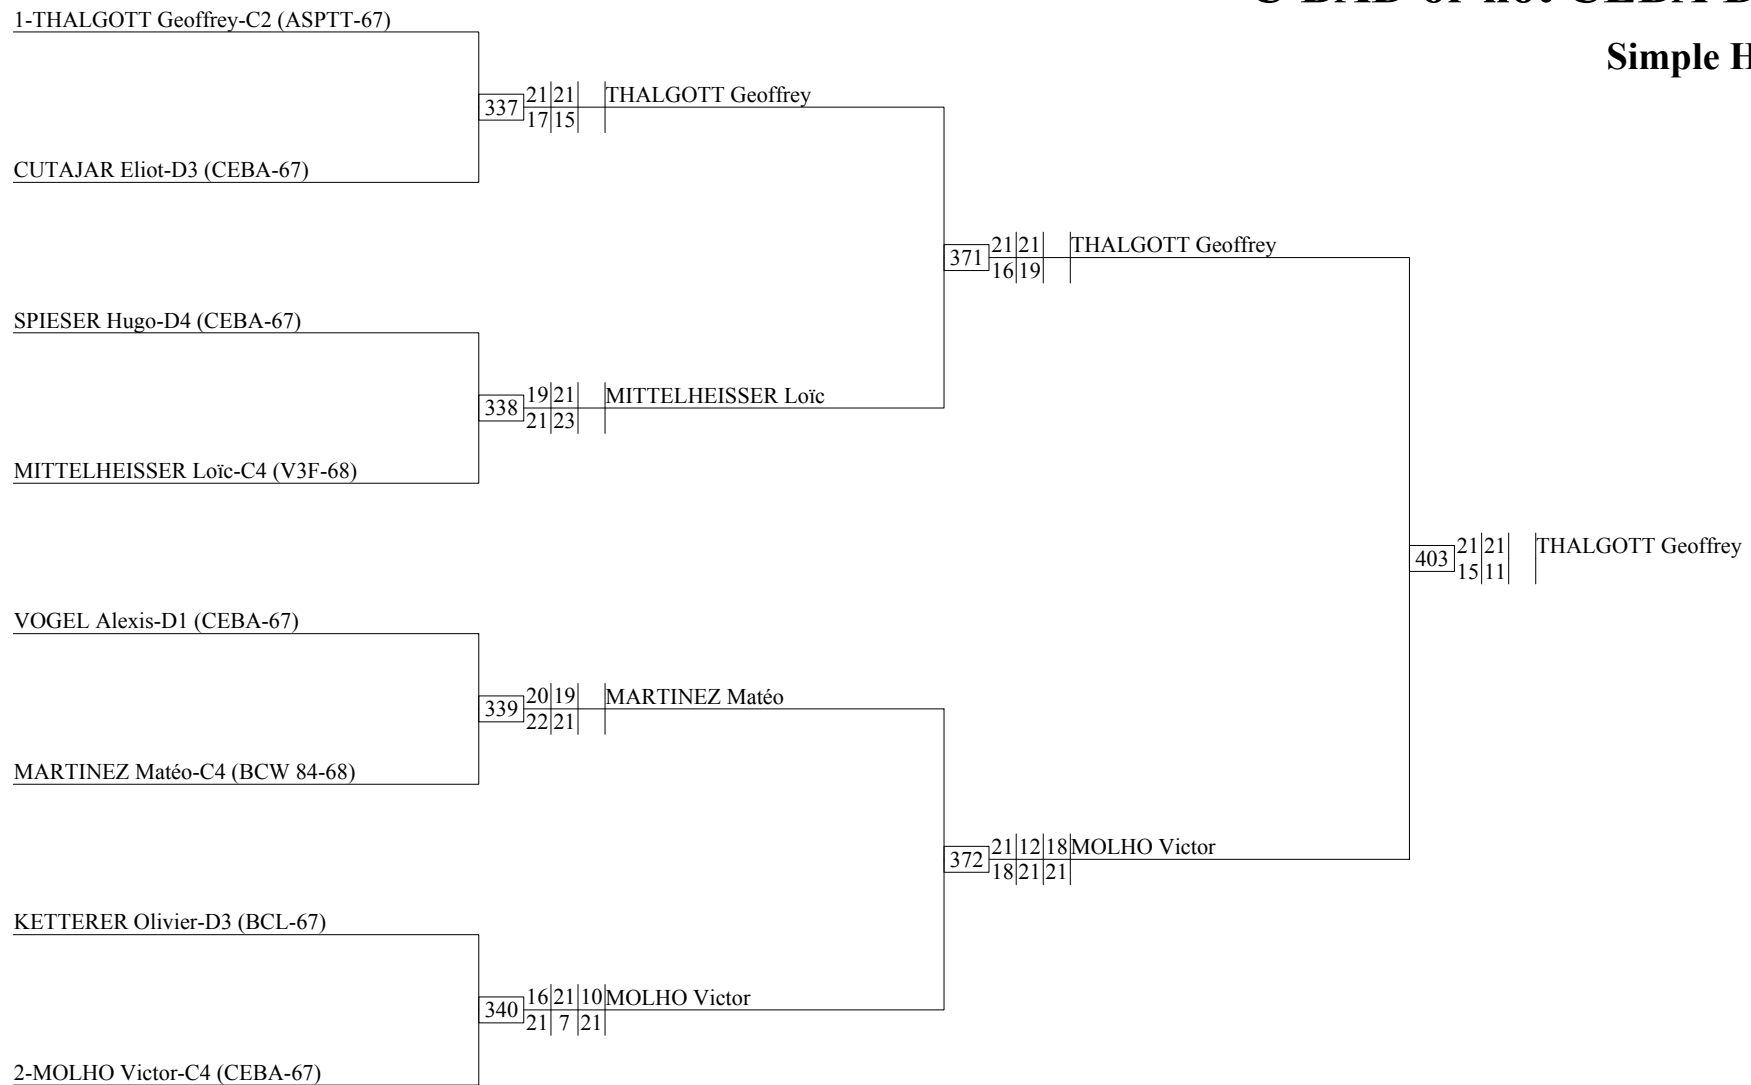 Simple H
1-THALGOTT Geoffrey-C2 (ASPTT-67)
337 21 21 THALGOTT Geoffrey
17 15
CUTAJAR Eliot-D3 (CEBA-67)
371 21 21 THALGOTT Geoffrey
16 19
SPIESER Hugo-D4 (CEBA-67)
338 19 21 MITTELHEISSER Loïc
21 23
MITTELHEISSER Loïc-C4 (V3F-68)
403 21 21 THALGOTT Geoffrey
15 11
VOGEL Alexis-D1 (CEBA-67)
339 20 19 MARTINEZ Matéo
22 21
MARTINEZ Matéo-C4 (BCW 84-68)
372 21 12 18 MOLHO Victor
18 21 21
KETTERER Olivier-D3 (BCL-67)
340 16 21 10 MOLHO Victor
21 7 21
2-MOLHO Victor-C4 (CEBA-67)